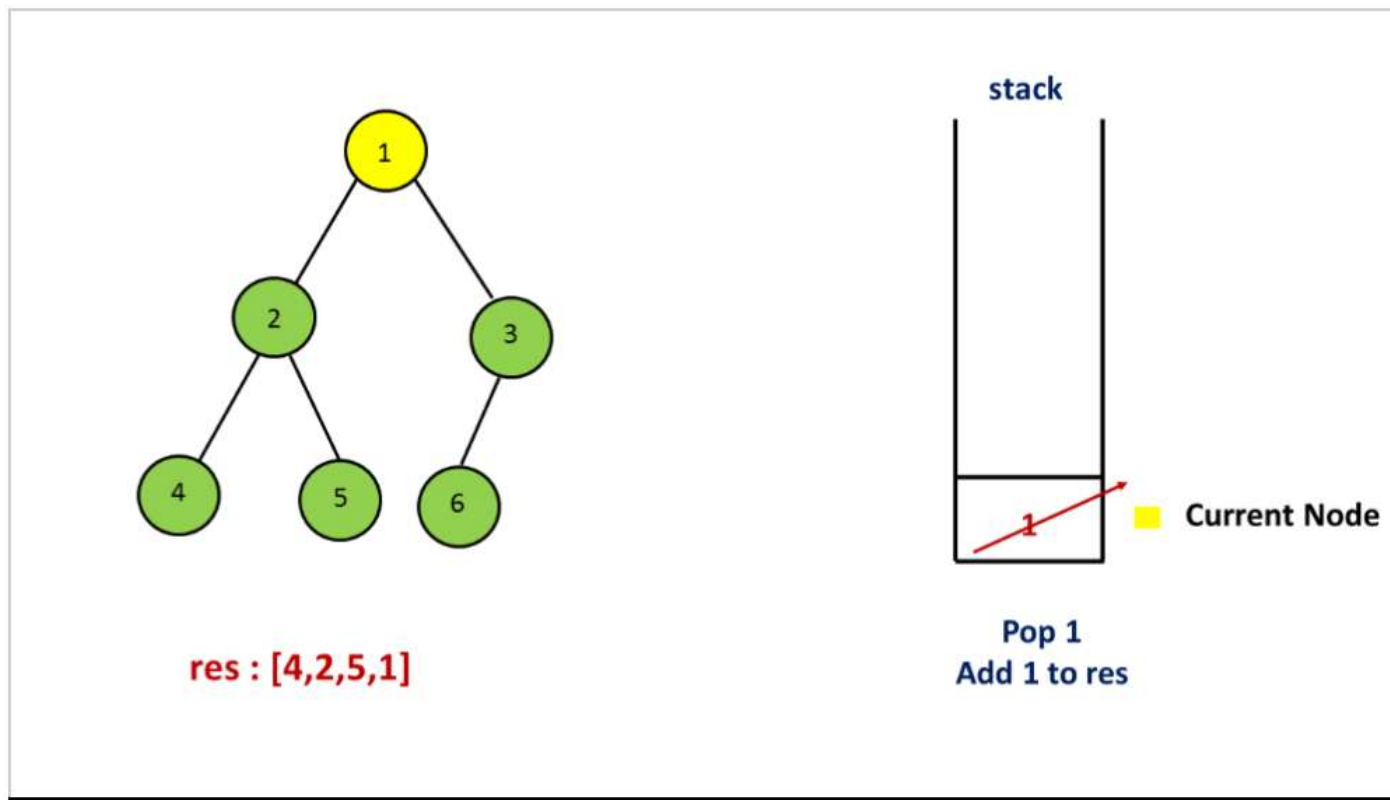 stack
1
2
3
4
5
6
1
Current Node
Pop 1
Add 1 to res
res : [4,2,5,1]